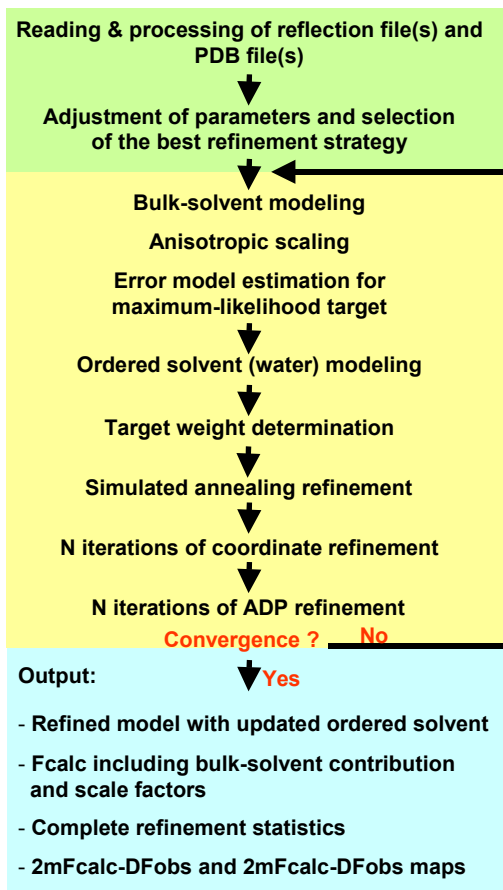 Reading & processing of reflection file(s) and
PDB file(s)
Adjustment of parameters and selection
of the best refinement strategy
Bulk-solvent modeling
Anisotropic scaling
Error model estimation for
maximum-likelihood target
Ordered solvent (water) modeling
Target weight determination
Simulated annealing refinement
N iterations of coordinate refinement
N iterations of ADP refinement
Convergence ? No
Yes
Output:
- Refined model with updated ordered solvent
- Fcalc including bulk-solvent contribution
and scale factors
- Complete refinement statistics
- 2mFcalc-DFobs and 2mFcalc-DFobs maps